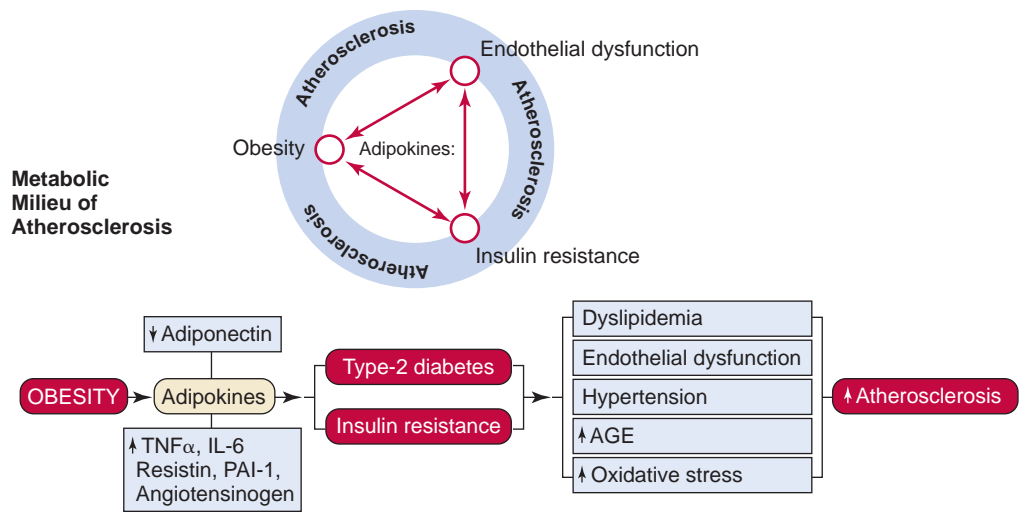 Atherosclerosis
Endothelial dysfunction
Atherosclerosis
Obesity
Adipokines:
Metabolic
Milieu of
Atherosclerosis
Atherosclerosis
Insulin resistance
↓ Adiponectin
Dyslipidemia
Type-2 diabetes
Endothelial dysfunction
OBESITY
Adipokines
Hypertension
↑ Atherosclerosis
Insulin resistance
↑ TNFα, IL-6
Resistin, PAI-1,
Angiotensinogen
↑ AGE
↑ Oxidative stress